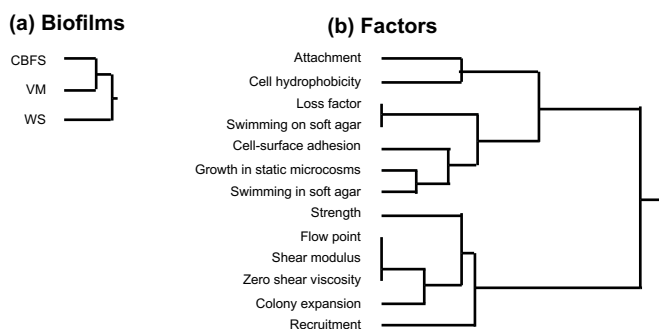 (a) Biofilms
CBFS
VM
WS
(b) Factors
Attachment
Cell hydrophobicity
Loss factor
Swimming on soft agar
Cell-surface adhesion
Growth in static microcosms
Swimming in soft agar
Strength
Flow point
Shear modulus
Zero shear viscosity
Colony expansion
Recruitment